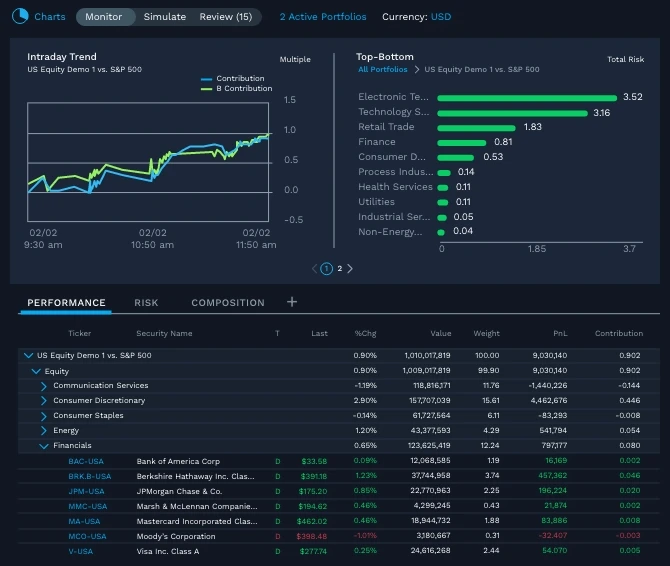 Charts Monitor Simulate Review (15) 2 Active Portfolios Currency: USD
Intraday Trend
Multiple
US Equity Demo 1 vs. S&P 500
Contribution
B Contribution
1.5
1.0
0.5
0.0
-0.5
02/02 02/02 02/02
9:30 am 10:50 am 11:50 am
Top-Bottom
Total Risk
All Portfolios US Equity Demo 1 vs. S&P 500
Electronic Te... 3.52
Technology S... 3.16
Retail Trade 1.83
Finance 0.81
Consumer D... 0.53
Process Indus... 0.14
Health Services 0.11
Utilities 0.11
Industrial Ser... 0.05
Non-Energy... 0.04
0 1.85 3.7
1 2
PERFORMANCE RISK COMPOSITION +
Ticker Security Name T Last %Chg Value Weight PnL Contribution
US Equity Demo 1 vs. S&P 500 0.90% 1,010,017,819 100.00 9,030,140 0.902
Equity 0.90% 1,009,017,819 99.90 9,030,140 0.902
Communication Services -1.19% 118,816,171 11.76 -1,440,226 -0.144
Consumer Discretionary 2.90% 157,707,039 15.61 4,462,676 0.446
Consumer Staples -0.14% 61,727,564 6.11 -83,293 -0.008
Energy 1.20% 43,377,593 4.29 541,794 0.054
Financials 0.65% 123,625,419 12.24 797,177 0.080
BAC-USA Bank of America Corp D $33.58 0.09% 12,068,585 1.19 16,169 0.002
BRK.B-USA Berkshire Hathaway Inc. Clas... D $391.18 1.23% 37,744,958 3.74 457,362 0.046
JPM-USA JPMorgan Chase & Co. D $175.20 0.85% 22,770,963 2.25 196,224 0.020
MMC-USA Marsh & McLennan Companie... D $194.62 0.46% 4,299,245 0.43 21,874 0.002
MA-USA Mastercard Incorporated Clas... D $462.02 0.46% 18,944,732 1.88 83,886 0.008
MCO-USA Moody's Corporation D $398.48 -1.01% 3,180,667 0.31 -32,407 -0.003
V-USA Visa Inc. Class A D $277.74 0.25% 24,616,268 2.44 54.070 0.005